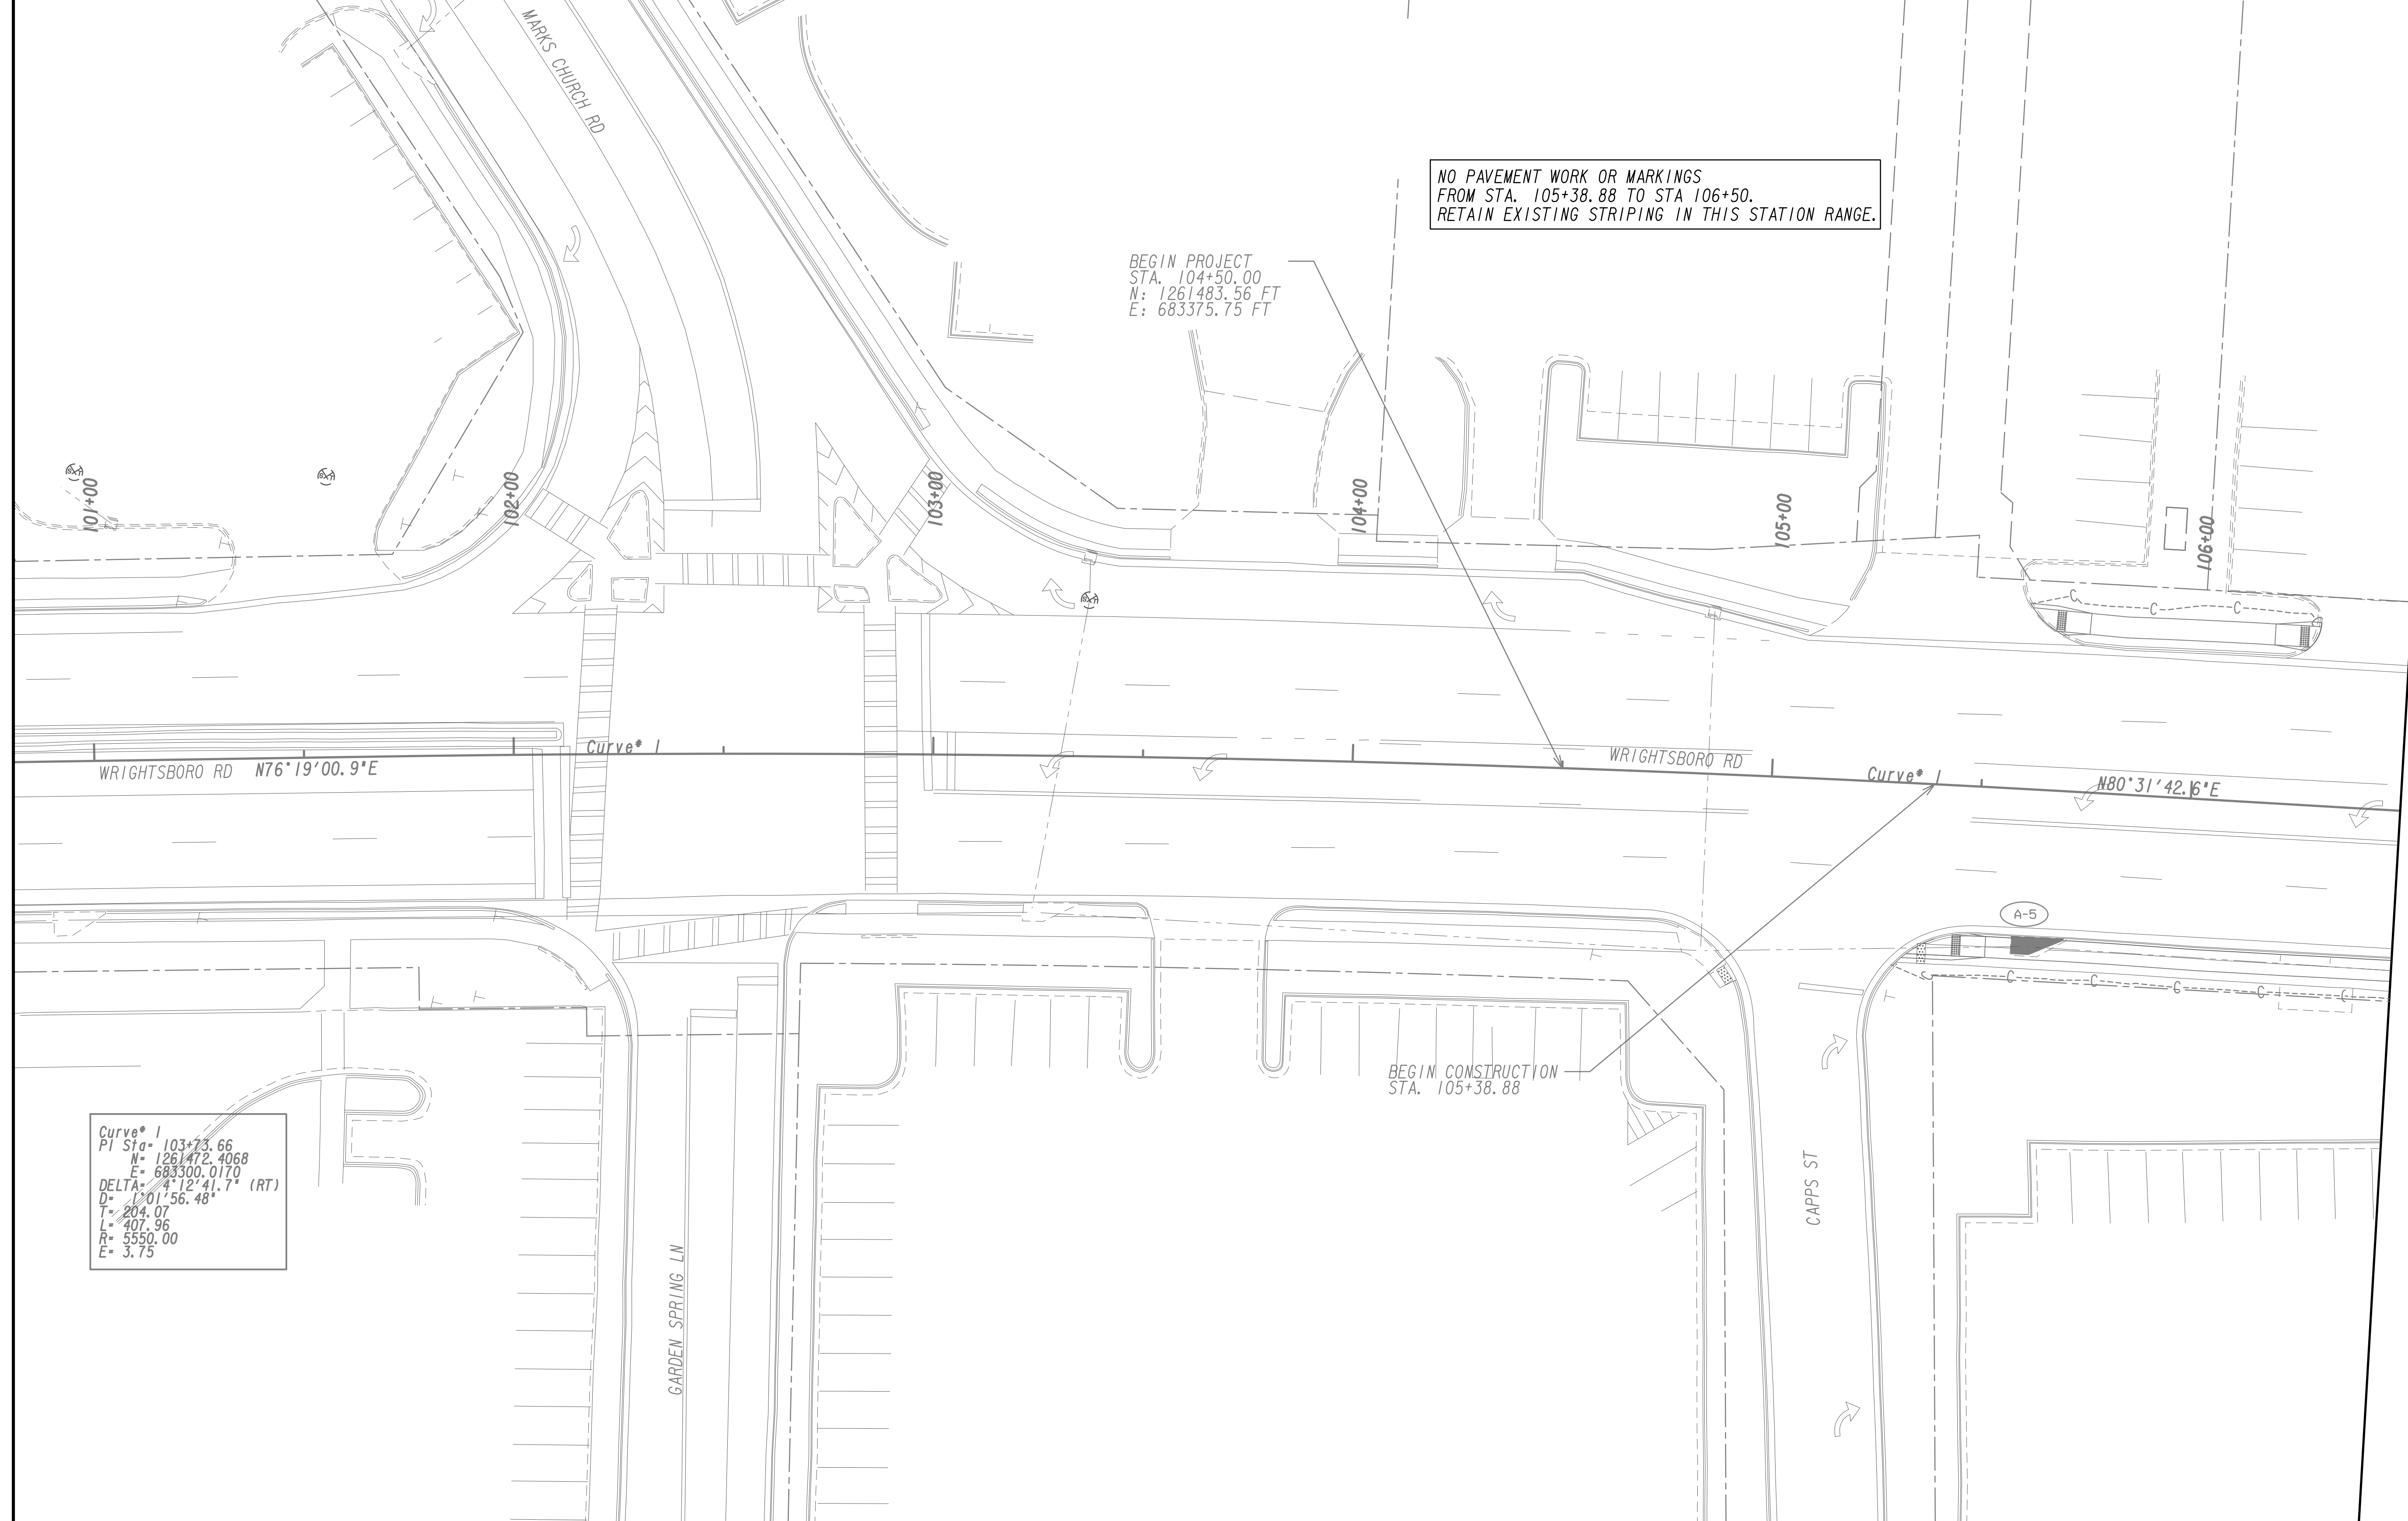 MARKS CHURCH RD
NO PAVEMENT WORK OR MARKINGS
FROM STA. 105+38.88 TO STA 106+50.
RETAIN EXISTING STRIPING IN THIS STATION RANGE.
BEGIN PROJECT
STA. 104+50.00
N: 1261483.56 FT
E: 683375.75 FT
101+00
102+00
103+00
104+00
105+00
106+00
C
C
C
WRIGHTSBORO RD
N76°19'00.9"E
Curve# 1
WRIGHTSBORO RD
Curve# 1
N80°31'42.6"E
A-5
C
C
C
C
C
C
BEGIN CONSTRUCTION
STA. 105+38.88
Curve# 1
PI Sta= 103+73.66
N= 1261472.4068
E= 683300.0170
DELTA= 4°12'41.7" (RT)
D= 1°01'56.48"
T= 204.07
L= 407.96
R= 5550.00
E= 3.75
GARDEN SPRING LN
CAPPS ST